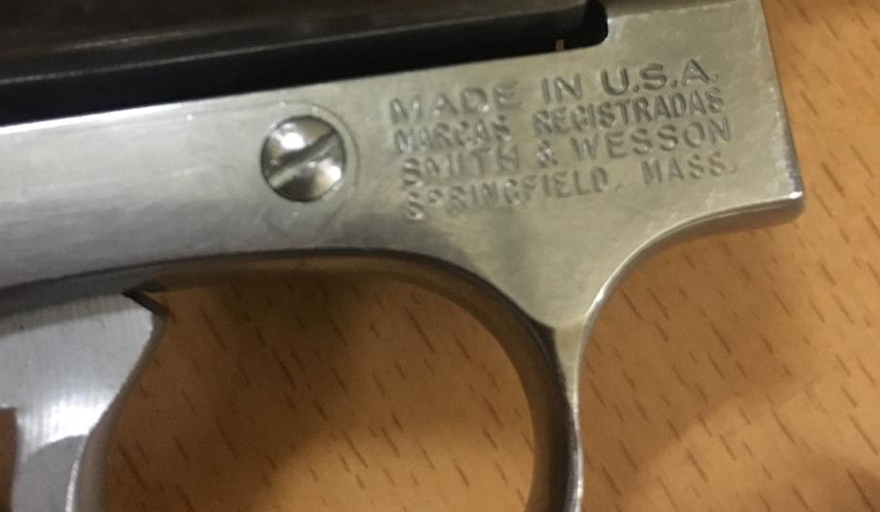 MADE IN U.S.A.
MARCAS REGISTRADAS
SMITH & WESSON
SPRINGFIELD, MASS.